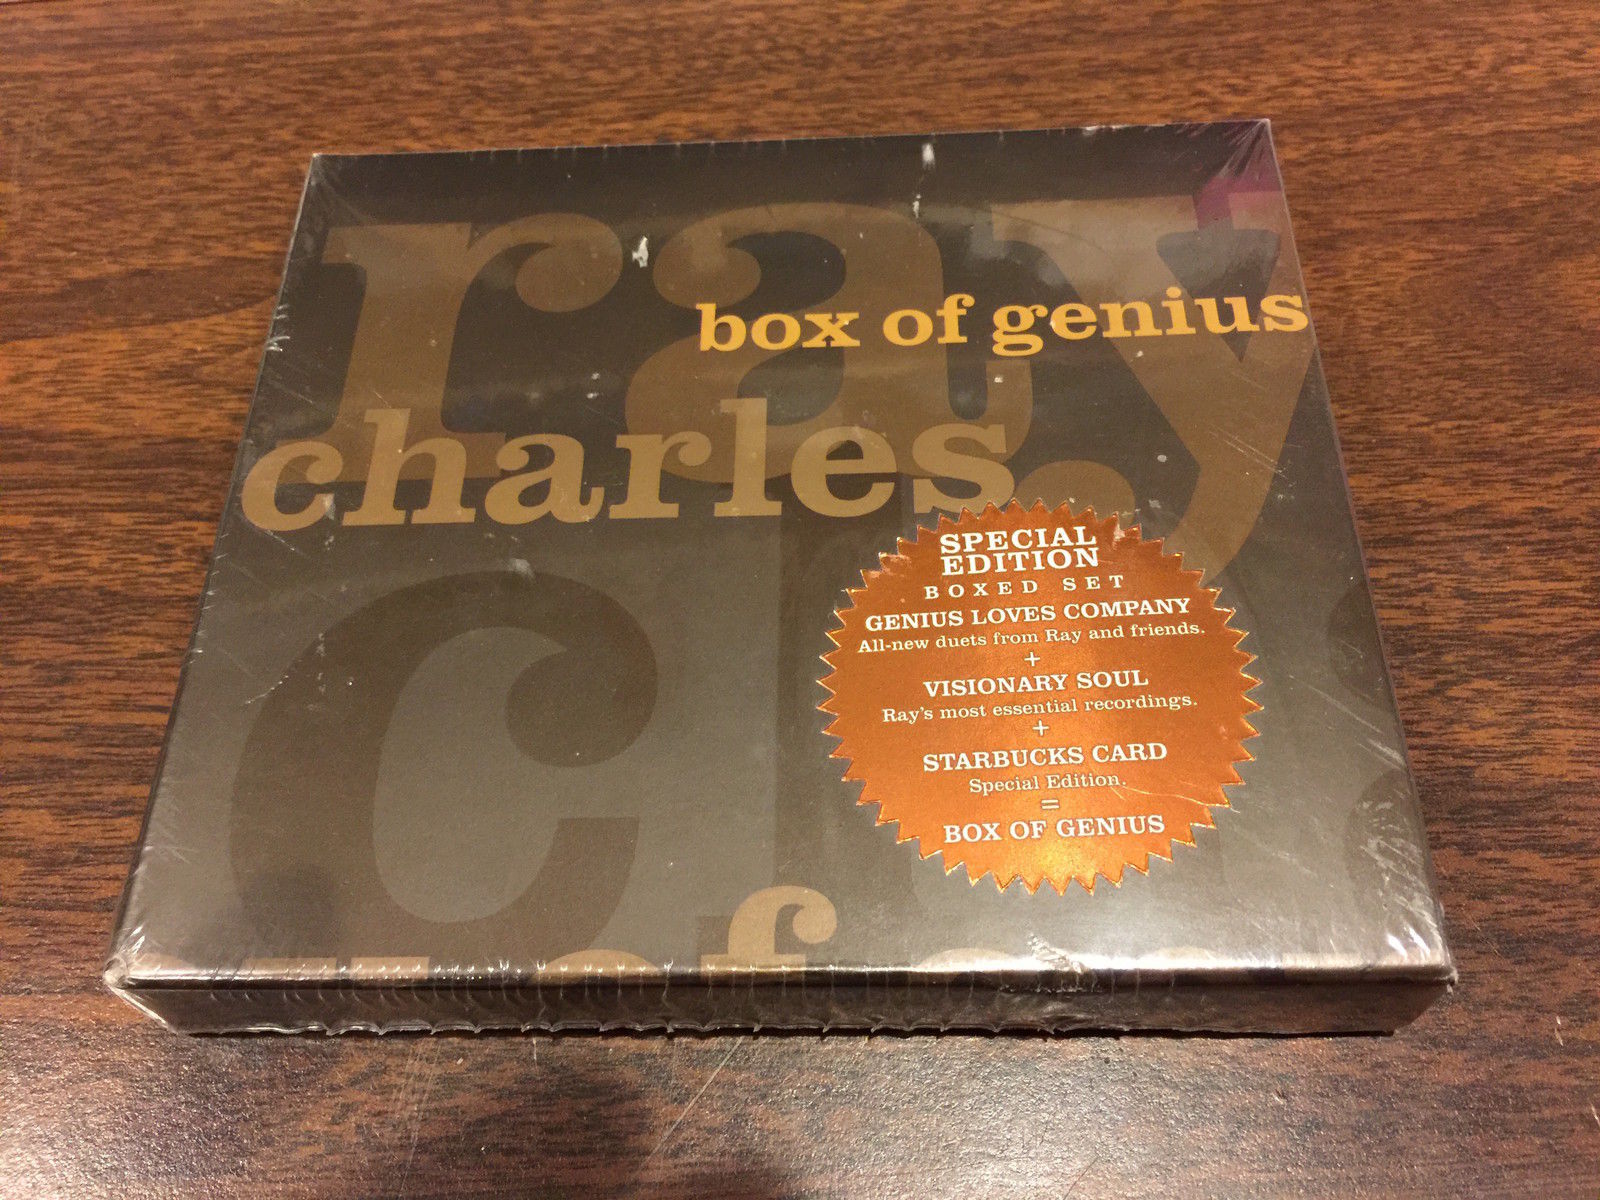 ray
box of genius
charles
SPECIAL
EDITION
BOXED SET
GENIUS LOVES COMPANY
All-new duets from Ray and friends.
+
VISIONARY SOUL
Ray's most essential recordings.
+
STARBUCKS CARD
Special Edition.
=
BOX OF GENIUS